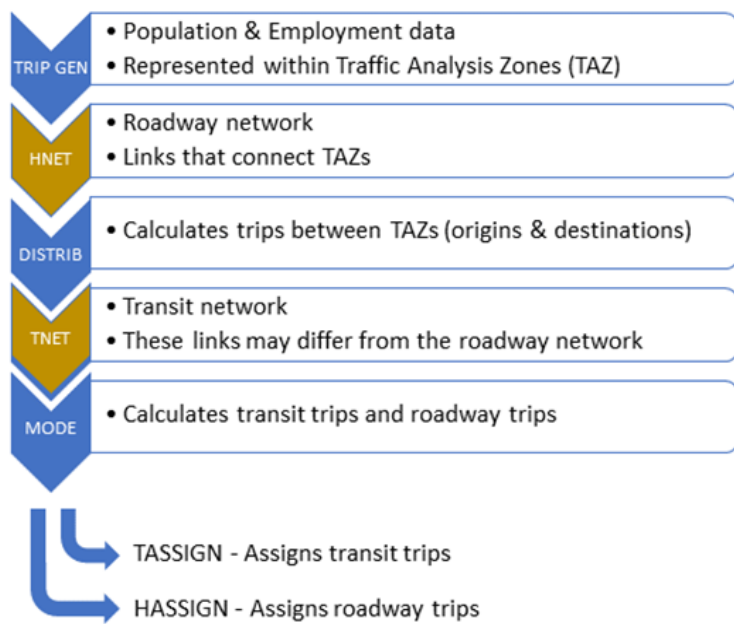 TRIP GEN
• Population & Employment data
• Represented within Traffic Analysis Zones (TAZ)
HNET
• Roadway network
• Links that connect TAZs
DISTRIB
• Calculates trips between TAZs (origins & destinations)
TNET
• Transit network
• These links may differ from the roadway network
MODE
• Calculates transit trips and roadway trips
TASSIGN - Assigns transit trips
HASSIGN - Assigns roadway trips